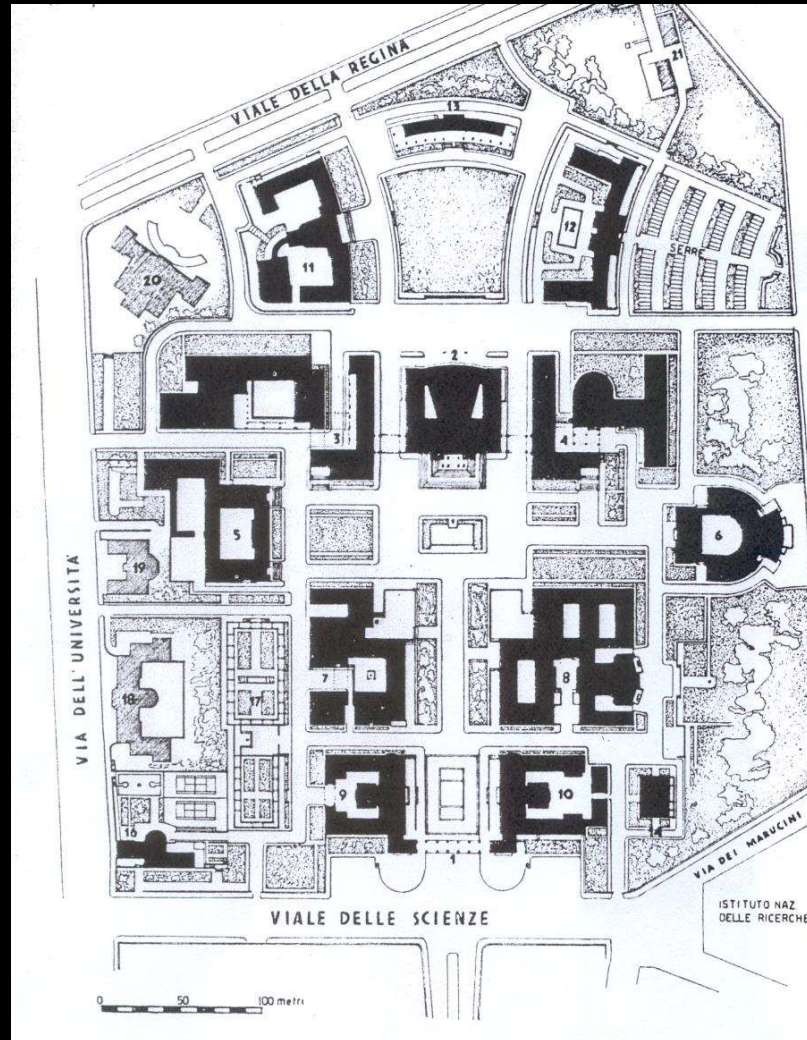 VIALE DELLA REGINA
21
13
20
11
12
SERRE
2
3
4
5
6
19
VIA DELL'UNIVERSITÀ
18
17
7
8
9
10
16
1
VIA DEI MARUCINI
VIALE DELLE SCIENZE
ISTITUTO NAZ.
DELLE RICERCHE
0 50 100 metri